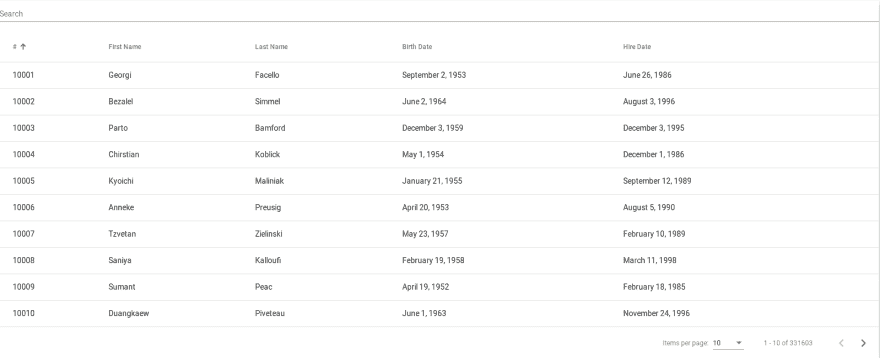 Search
# ↑ First Name Last Name Birth Date Hire Date
10001 Georgi Facello September 2, 1953 June 26, 1986
10002 Bezalel Simmel June 2, 1964 August 3, 1996
10003 Parto Bamford December 3, 1959 December 3, 1995
10004 Chirstian Koblick May 1, 1954 December 1, 1986
10005 Kyoichi Maliniak January 21, 1955 September 12, 1989
10006 Anneke Preusig April 20, 1953 August 5, 1990
10007 Tzvetan Zielinski May 23, 1957 February 10, 1989
10008 Saniya Kalloufi February 19, 1958 March 11, 1998
10009 Sumant Peac April 19, 1952 February 18, 1985
10010 Duangkaew Piveteau June 1, 1963 November 24, 1996
Items per page: 10 1 - 10 of 331603